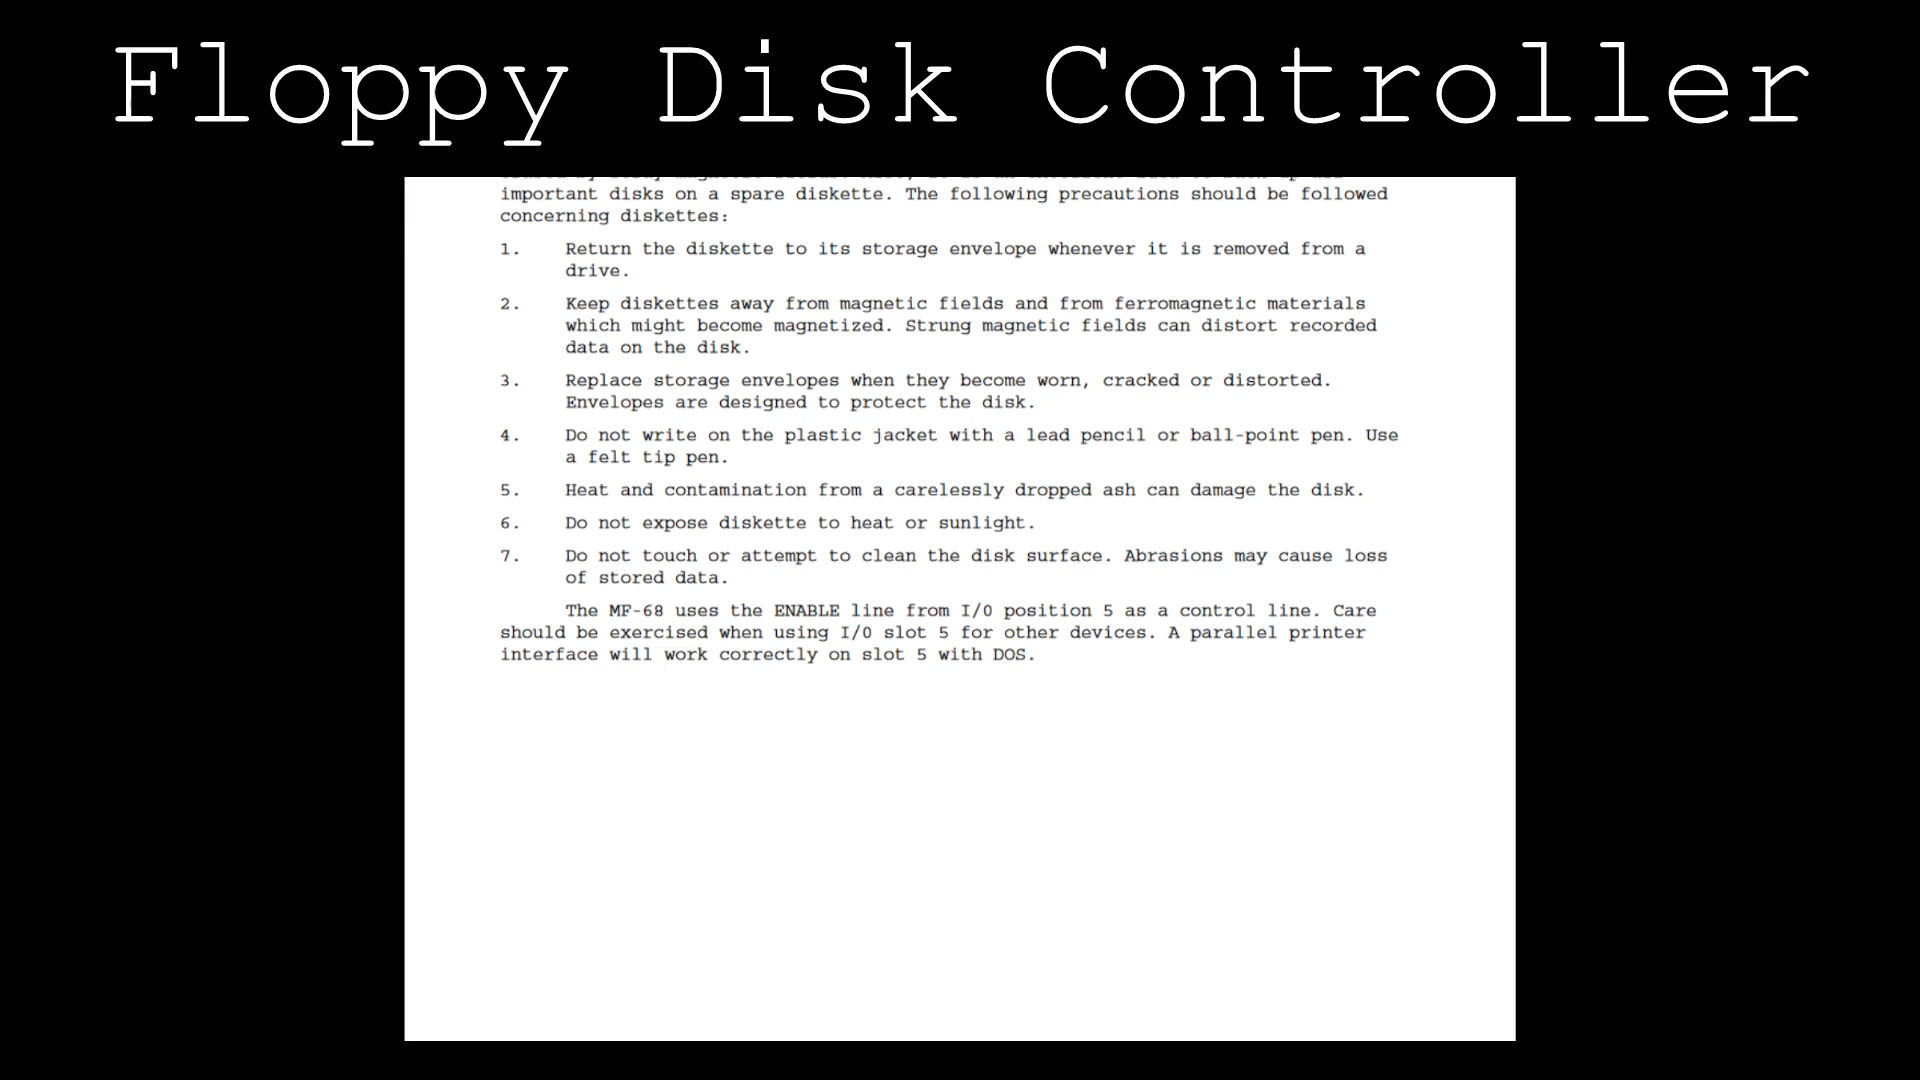 Floppy Disk Controller
important disks on a spare diskette. The following precautions should be followed
concerning diskettes:
1. Return the diskette to its storage envelope whenever it is removed from a
drive.
2. Keep diskettes away from magnetic fields and from ferromagnetic materials
which might become magnetized. Strung magnetic fields can distort recorded
data on the disk.
3. Replace storage envelopes when they become worn, cracked or distorted.
Envelopes are designed to protect the disk.
4. Do not write on the plastic jacket with a lead pencil or ball-point pen. Use
a felt tip pen.
5. Heat and contamination from a carelessly dropped ash can damage the disk.
6. Do not expose diskette to heat or sunlight.
7. Do not touch or attempt to clean the disk surface. Abrasions may cause loss
of stored data.
The MF-68 uses the ENABLE line from I/0 position 5 as a control line. Care
should be exercised when using I/0 slot 5 for other devices. A parallel printer
interface will work correctly on slot 5 with DOS.